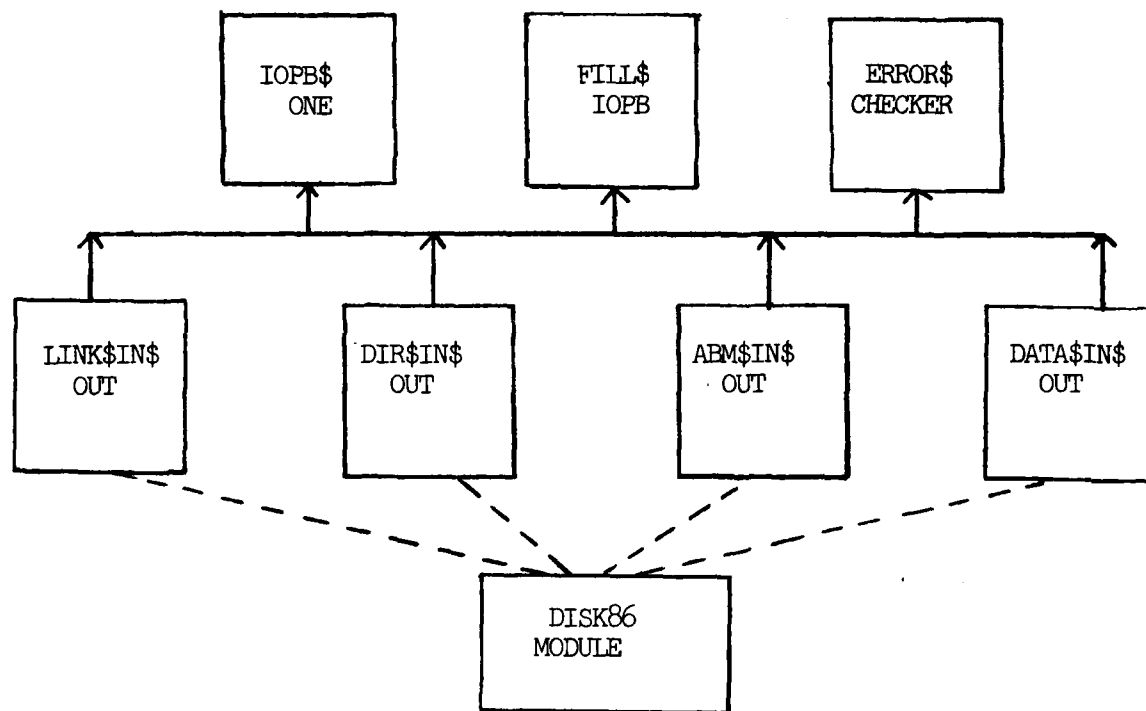 IOPB$
ONE
FILL$
IOPB
ERROR$
CHECKER
LINK$IN$
OUT
DIR$IN$
OUT
ABM$IN$
OUT
DATA$IN$
OUT
DISK86
MODULE